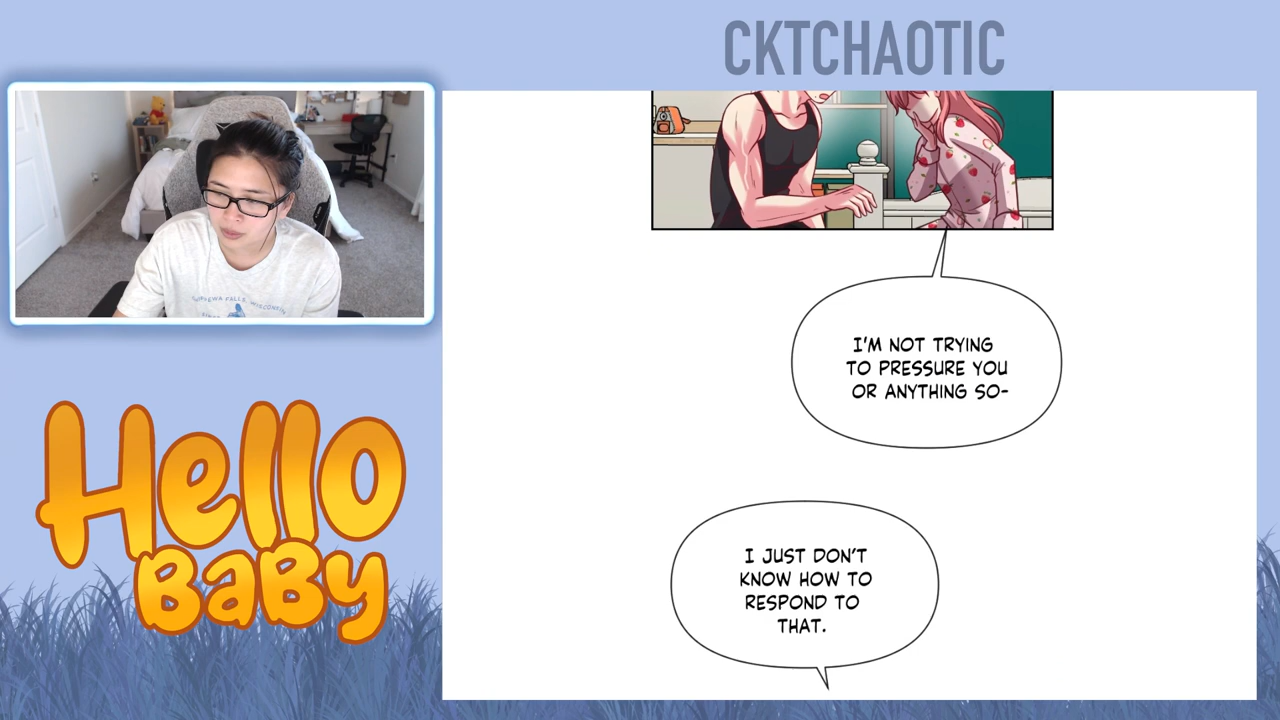 CKTCHAOTIC
Hello
BaBy
I'M NOT TRYING
TO PRESSURE YOU
OR ANYTHING SO-
I JUST DON'T
KNOW HOW TO
RESPOND TO
THAT.